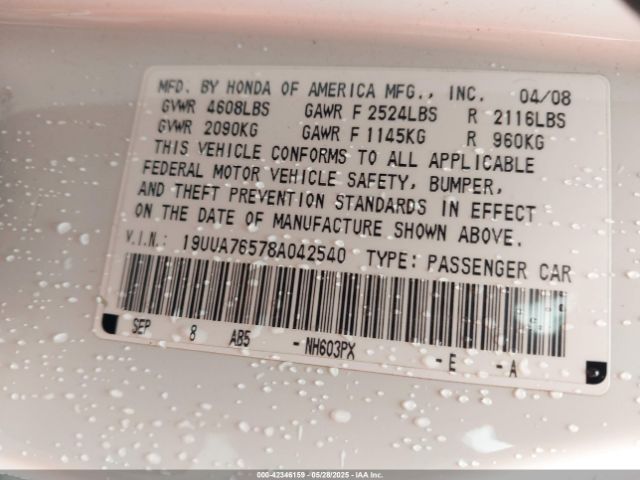 MFD. BY HONDA OF AMERICA MFG., INC. 04/08
GVWR 4608LBS GAWR F 2524LBS R 2116LBS
GVWR 2090KG GAWR F 1145KG R 960KG
THIS VEHICLE CONFORMS TO ALL APPLICABLE
FEDERAL MOTOR VEHICLE SAFETY, BUMPER,
AND THEFT PREVENTION STANDARDS IN EFFECT
ON THE DATE OF MANUFACTURE SHOWN ABOVE.
V.I.N.: 19UUA76578A042540 TYPE: PASSENGER CAR
SEP 8 AB5 -NH603PX -E -A
000-42346159 - 05/28/2025 - IAAI, Inc.